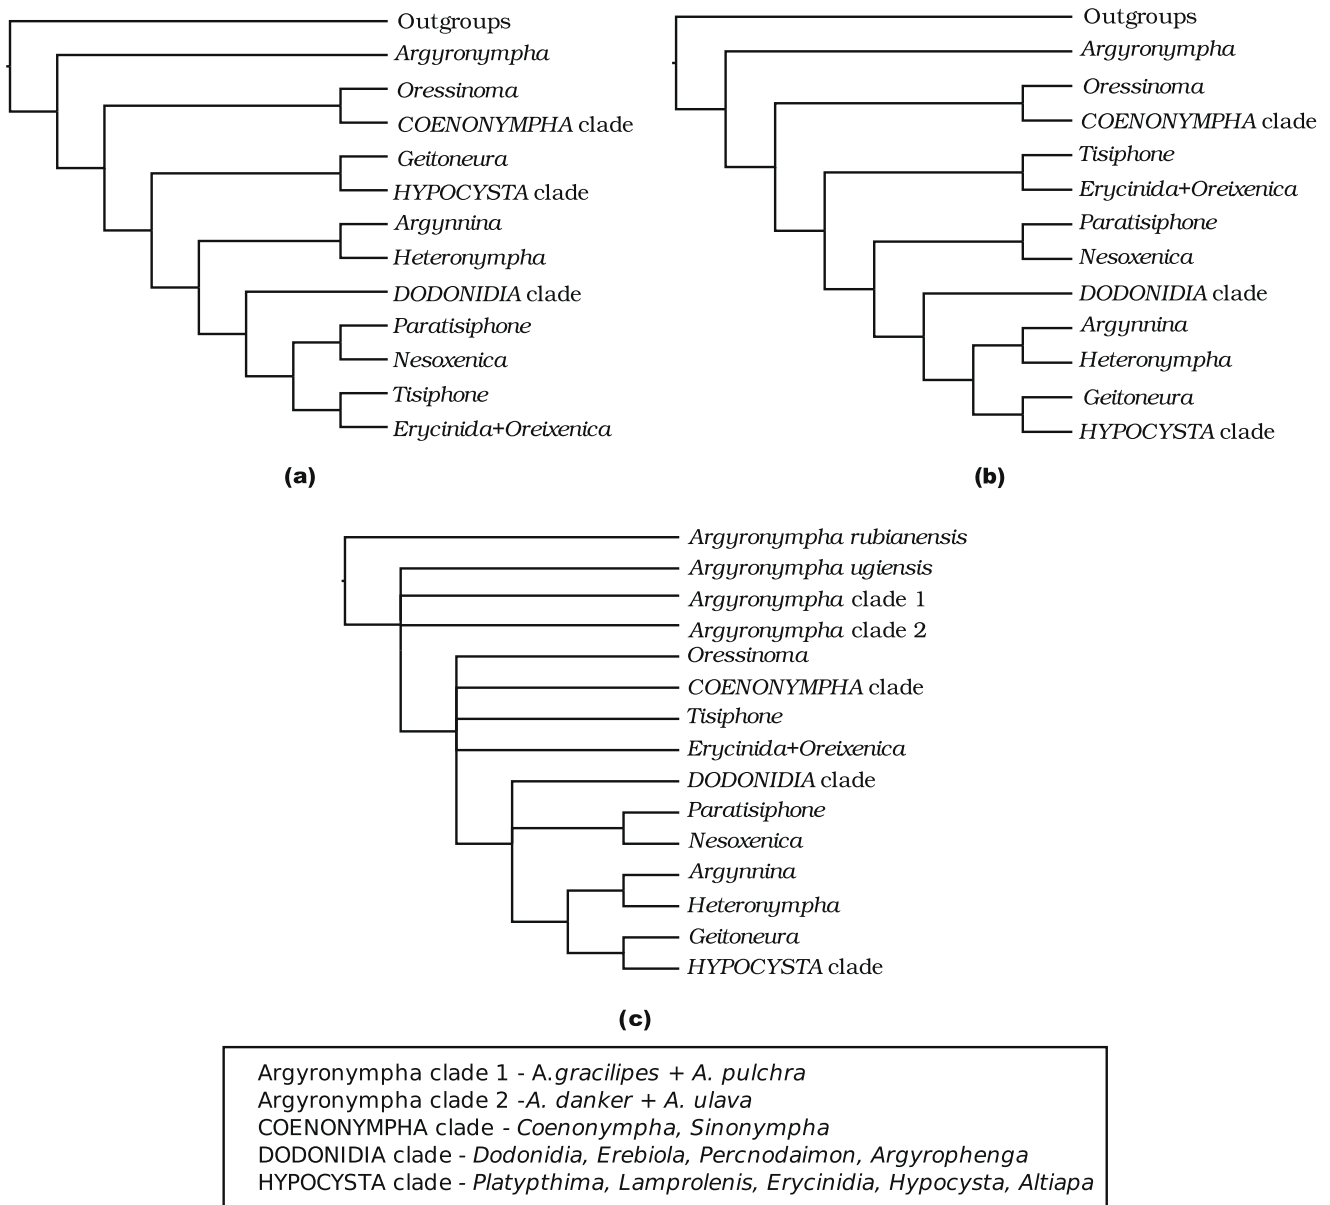 Outgroups
Argyronympha
Oressinoma
COENONYMPHA clade
Geitoneura
HYPOCYSTA clade
Argynnina
Heteronympha
DODONIDIA clade
Paratisiphone
Nesoxenica
Tisiphone
Erycinida+Oreixenica
(a)
Outgroups
Argyronympha
Oressinoma
COENONYMPHA clade
Tisiphone
Erycinida+Oreixenica
Paratisiphone
Nesoxenica
DODONIDIA clade
Argynnina
Heteronympha
Geitoneura
HYPOCYSTA clade
(b)
Argyronympha rubianensis
Argyronympha ugiensis
Argyronympha clade 1
Argyronympha clade 2
Oressinoma
COENONYMPHA clade
Tisiphone
Erycinida+Oreixenica
DODONIDIA clade
Paratisiphone
Nesoxenica
Argynnina
Heteronympha
Geitoneura
HYPOCYSTA clade
(c)
Argyronympha clade 1 - A.gracilipes + A. pulchra
Argyronympha clade 2 -A. danker + A. ulava
COENONYMPHA clade - Coenonympha, Sinonympha
DODONIDIA clade - Dodonidia, Erebiola, Percnodaimon, Argyrophenga
HYPOCYSTA clade - Platypthima, Lamprolenis, Erycinidia, Hypocysta, Altiapa